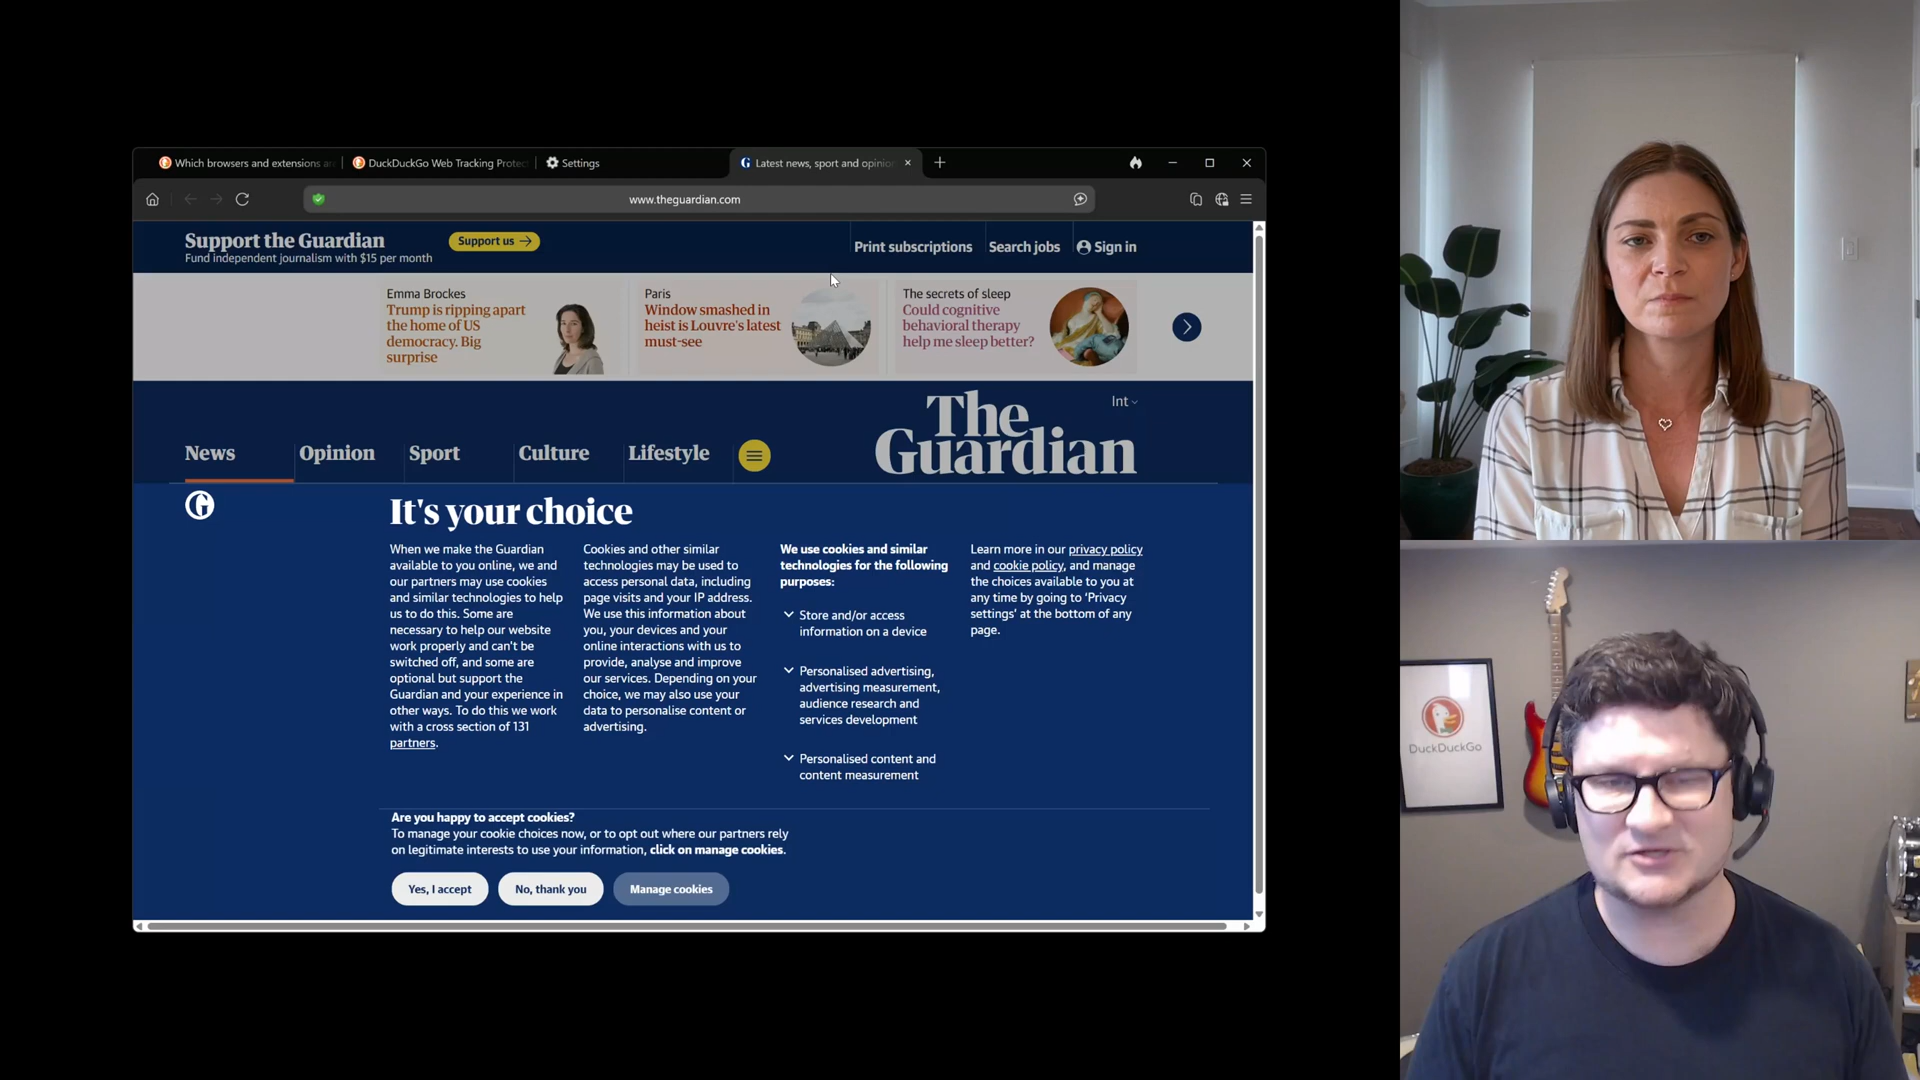 Which browsers and extensions ar
DuckDuckGo Web Tracking Protec
Settings
Latest news, sport and opinio
www.theguardian.com
Support the Guardian
Fund independent journalism with $15 per month
Support us
Print subscriptions
Search jobs
Sign in
Emma Brockes
Trump is ripping apart
the home of US
democracy. Big
surprise
Paris
Window smashed in
heist is Louvre's latest
must-see
The secrets of sleep
Could cognitive
behavioral therapy
help me sleep better?
Int
The
Guardian
News
Opinion
Sport
Culture
Lifestyle
It's your choice
When we make the Guardian
available to you online, we and
our partners may use cookies
and similar technologies to help
us to do this. Some are
necessary to help our website
work properly and can't be
switched off, and some are
optional but support the
Guardian and your experience in
other ways. To do this we work
with a cross section of 131
partners.
Cookies and other similar
technologies may be used to
access personal data, including
page visits and your IP address.
We use this information about
you, your devices and your
online interactions with us to
provide, analyse and improve
our services. Depending on your
choice, we may also use your
data to personalise content or
advertising.
We use cookies and similar
technologies for the following
purposes:
Store and/or access
information on a device
Personalised advertising,
advertising measurement,
audience research and
services development
Personalised content and
content measurement
Learn more in our privacy policy
and cookie policy, and manage
the choices available to you at
any time by going to 'Privacy
settings' at the bottom of any
page.
Are you happy to accept cookies?
To manage your cookie choices now, or to opt out where our partners rely
on legitimate interests to use your information, click on manage cookies.
Yes, I accept
No, thank you
Manage cookies
DuckDuckGo